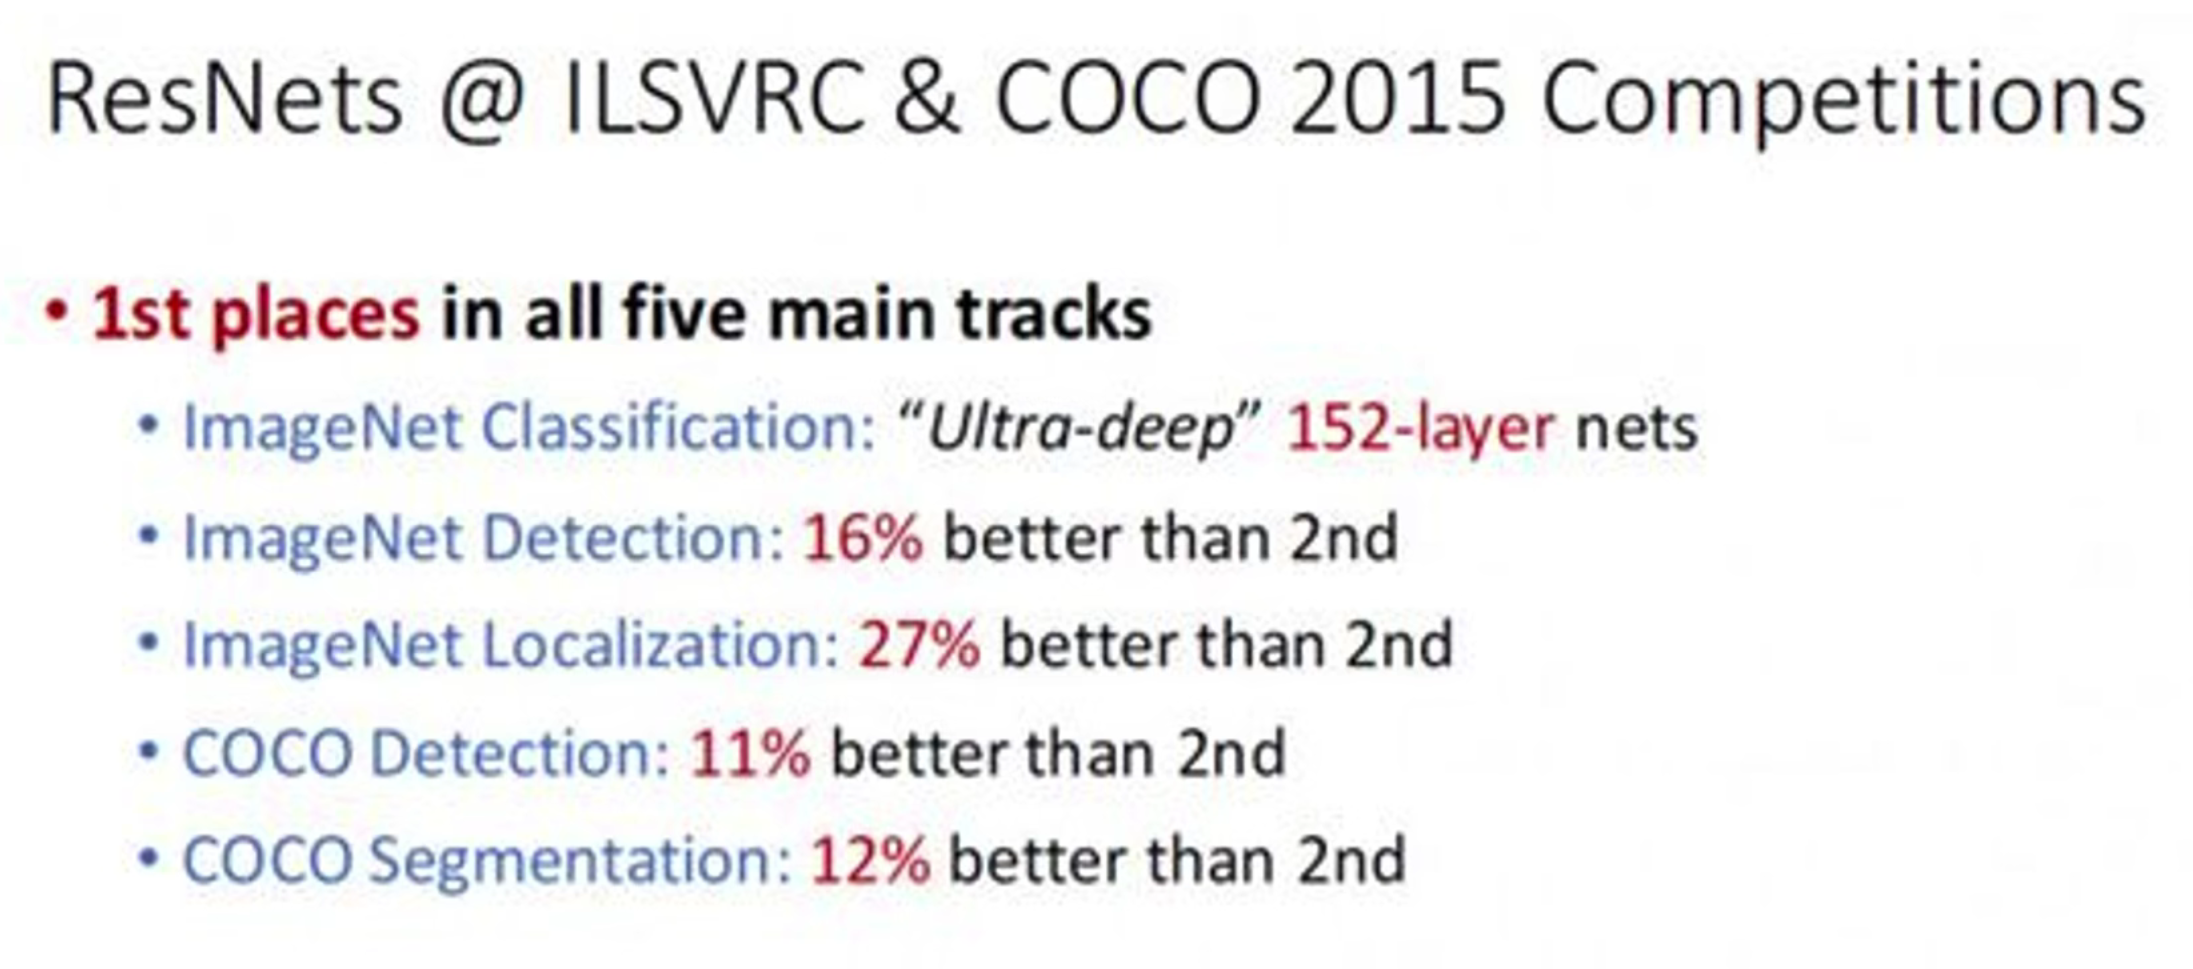 ResNets @ ILSVRC & COCO 2015 Competitions
• 1st places in all five main tracks
• ImageNet Classification: “Ultra-deep” 152-layer nets
• ImageNet Detection: 16% better than 2nd
• ImageNet Localization: 27% better than 2nd
• COCO Detection: 11% better than 2nd
• COCO Segmentation: 12% better than 2nd